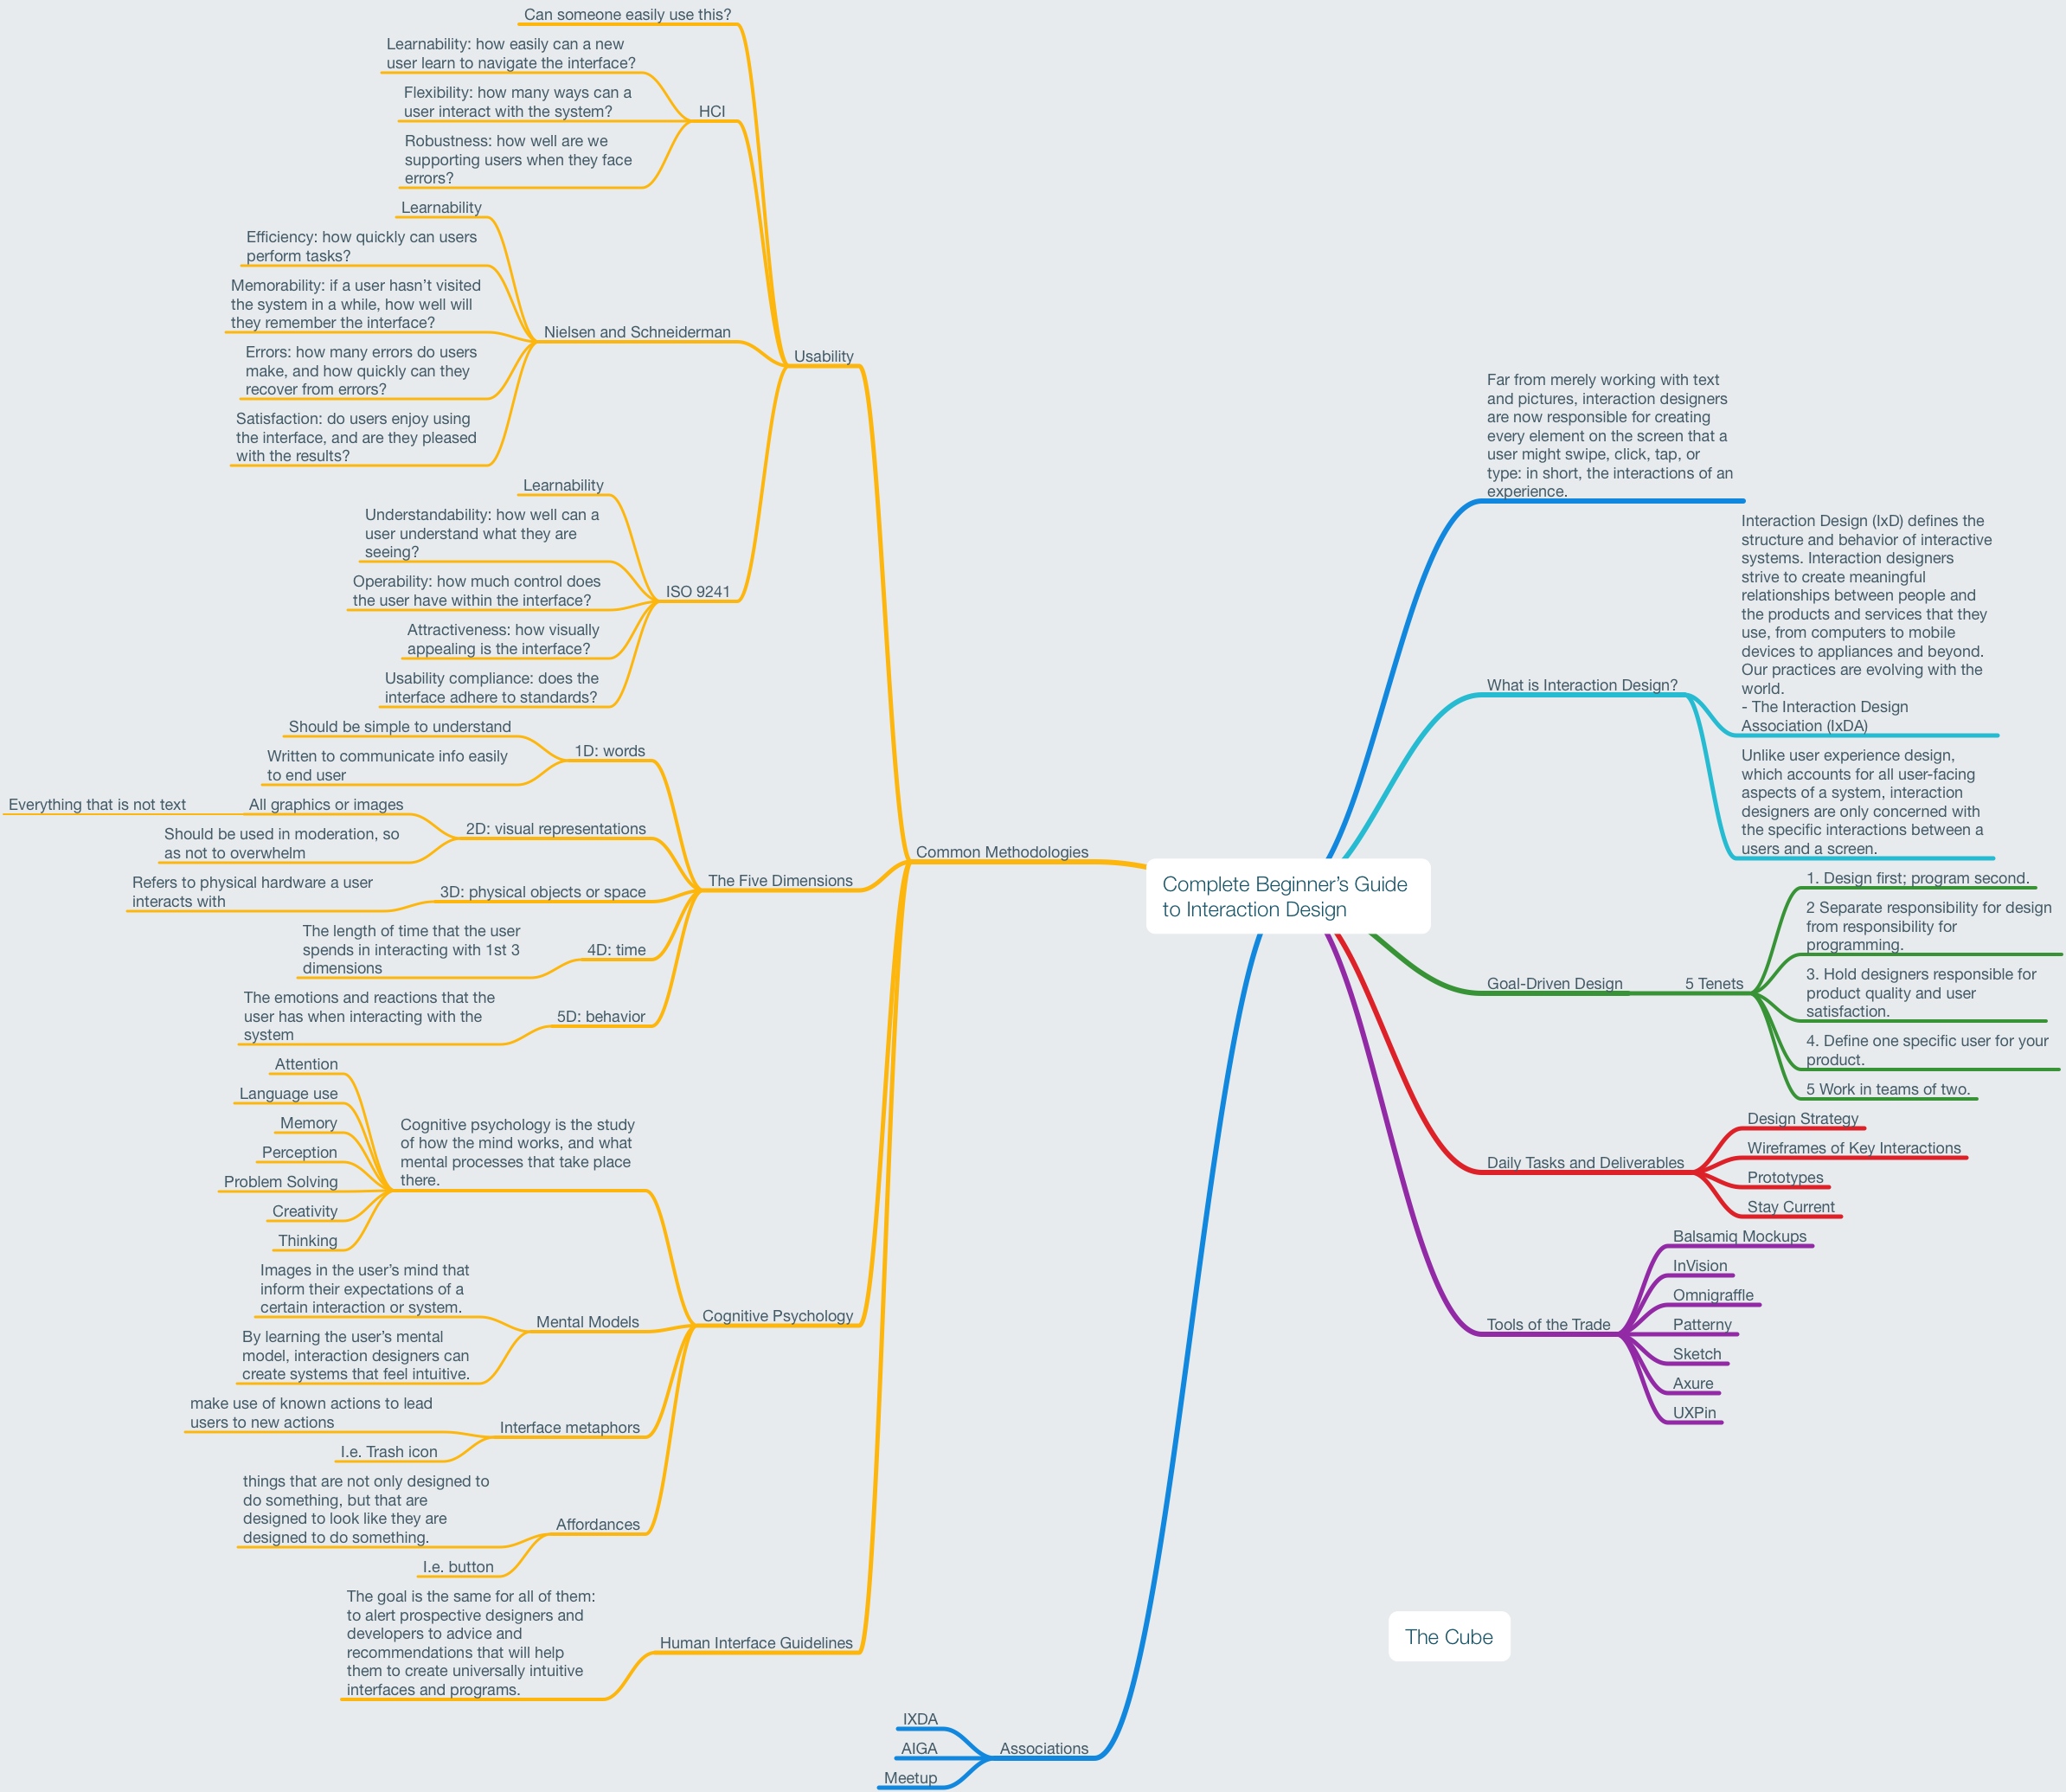 Complete Beginner’s Guide
to Interaction Design
Far from merely working with text
and pictures, interaction designers
are now responsible for creating
every element on the screen that a
user might swipe, click, tap, or
type: in short, the interactions of an
experience.
What is Interaction Design?
Interaction Design (IxD) defines the
structure and behavior of interactive
systems. Interaction designers
strive to create meaningful
relationships between people and
the products and services that they
use, from computers to mobile
devices to appliances and beyond.
Our practices are evolving with the
world.
- The Interaction Design
Association (IxDA)
Unlike user experience design,
which accounts for all user-facing
aspects of a system, interaction
designers are only concerned with
the specific interactions between a
users and a screen.
Goal-Driven Design
5 Tenets
1. Design first; program second.
2 Separate responsibility for design
from responsibility for
programming.
3. Hold designers responsible for
product quality and user
satisfaction.
4. Define one specific user for your
product.
5 Work in teams of two.
Daily Tasks and Deliverables
Design Strategy
Wireframes of Key Interactions
Prototypes
Stay Current
Tools of the Trade
Balsamiq Mockups
InVision
Omnigraffle
Patterny
Sketch
Axure
UXPin
Common Methodologies
Usability
Can someone easily use this?
HCI
Learnability: how easily can a new
user learn to navigate the interface?
Flexibility: how many ways can a
user interact with the system?
Robustness: how well are we
supporting users when they face
errors?
Nielsen and Schneiderman
Learnability
Efficiency: how quickly can users
perform tasks?
Memorability: if a user hasn’t visited
the system in a while, how well will
they remember the interface?
Errors: how many errors do users
make, and how quickly can they
recover from errors?
Satisfaction: do users enjoy using
the interface, and are they pleased
with the results?
ISO 9241
Learnability
Understandability: how well can a
user understand what they are
seeing?
Operability: how much control does
the user have within the interface?
Attractiveness: how visually
appealing is the interface?
Usability compliance: does the
interface adhere to standards?
The Five Dimensions
1D: words
Should be simple to understand
Written to communicate info easily
to end user
2D: visual representations
All graphics or images
Everything that is not text
Should be used in moderation, so
as not to overwhelm
3D: physical objects or space
Refers to physical hardware a user
interacts with
4D: time
The length of time that the user
spends in interacting with 1st 3
dimensions
5D: behavior
The emotions and reactions that the
user has when interacting with the
system
Cognitive Psychology
Cognitive psychology is the study
of how the mind works, and what
mental processes that take place
there.
Attention
Language use
Memory
Perception
Problem Solving
Creativity
Thinking
Mental Models
Images in the user’s mind that
inform their expectations of a
certain interaction or system.
By learning the user’s mental
model, interaction designers can
create systems that feel intuitive.
Interface metaphors
make use of known actions to lead
users to new actions
I.e. Trash icon
Affordances
things that are not only designed to
do something, but that are
designed to look like they are
designed to do something.
I.e. button
Human Interface Guidelines
The goal is the same for all of them:
to alert prospective designers and
developers to advice and
recommendations that will help
them to create universally intuitive
interfaces and programs.
Associations
IXDA
AIGA
Meetup
The Cube